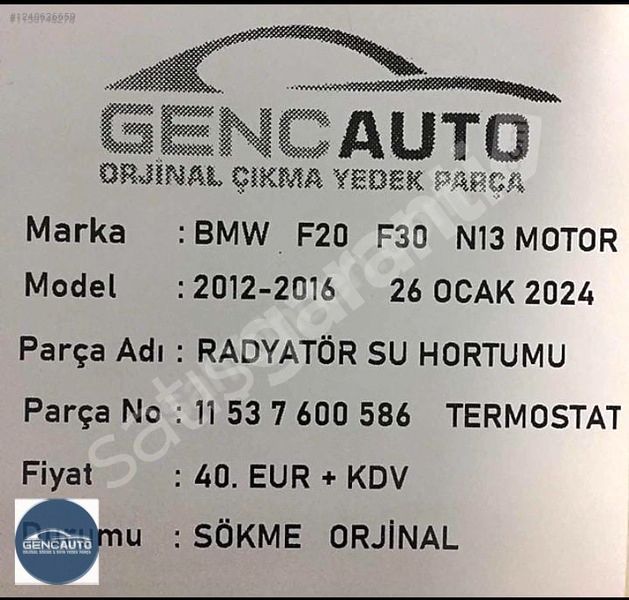 GENCAUTO
ORJİNAL ÇIKMA YEDEK PARÇA
Marka : BMW F20 F30 N13 MOTOR
Model : 2012-2016 26 OCAK 2024
Parça Adı : RADYATÖR SU HORTUMU
Parça No : 11 53 7 600 586 TERMOSTAT
Fiyat : 40. EUR + KDV
Durumu : SÖKME ORJİNAL
GENCAUTO
satışgaranti